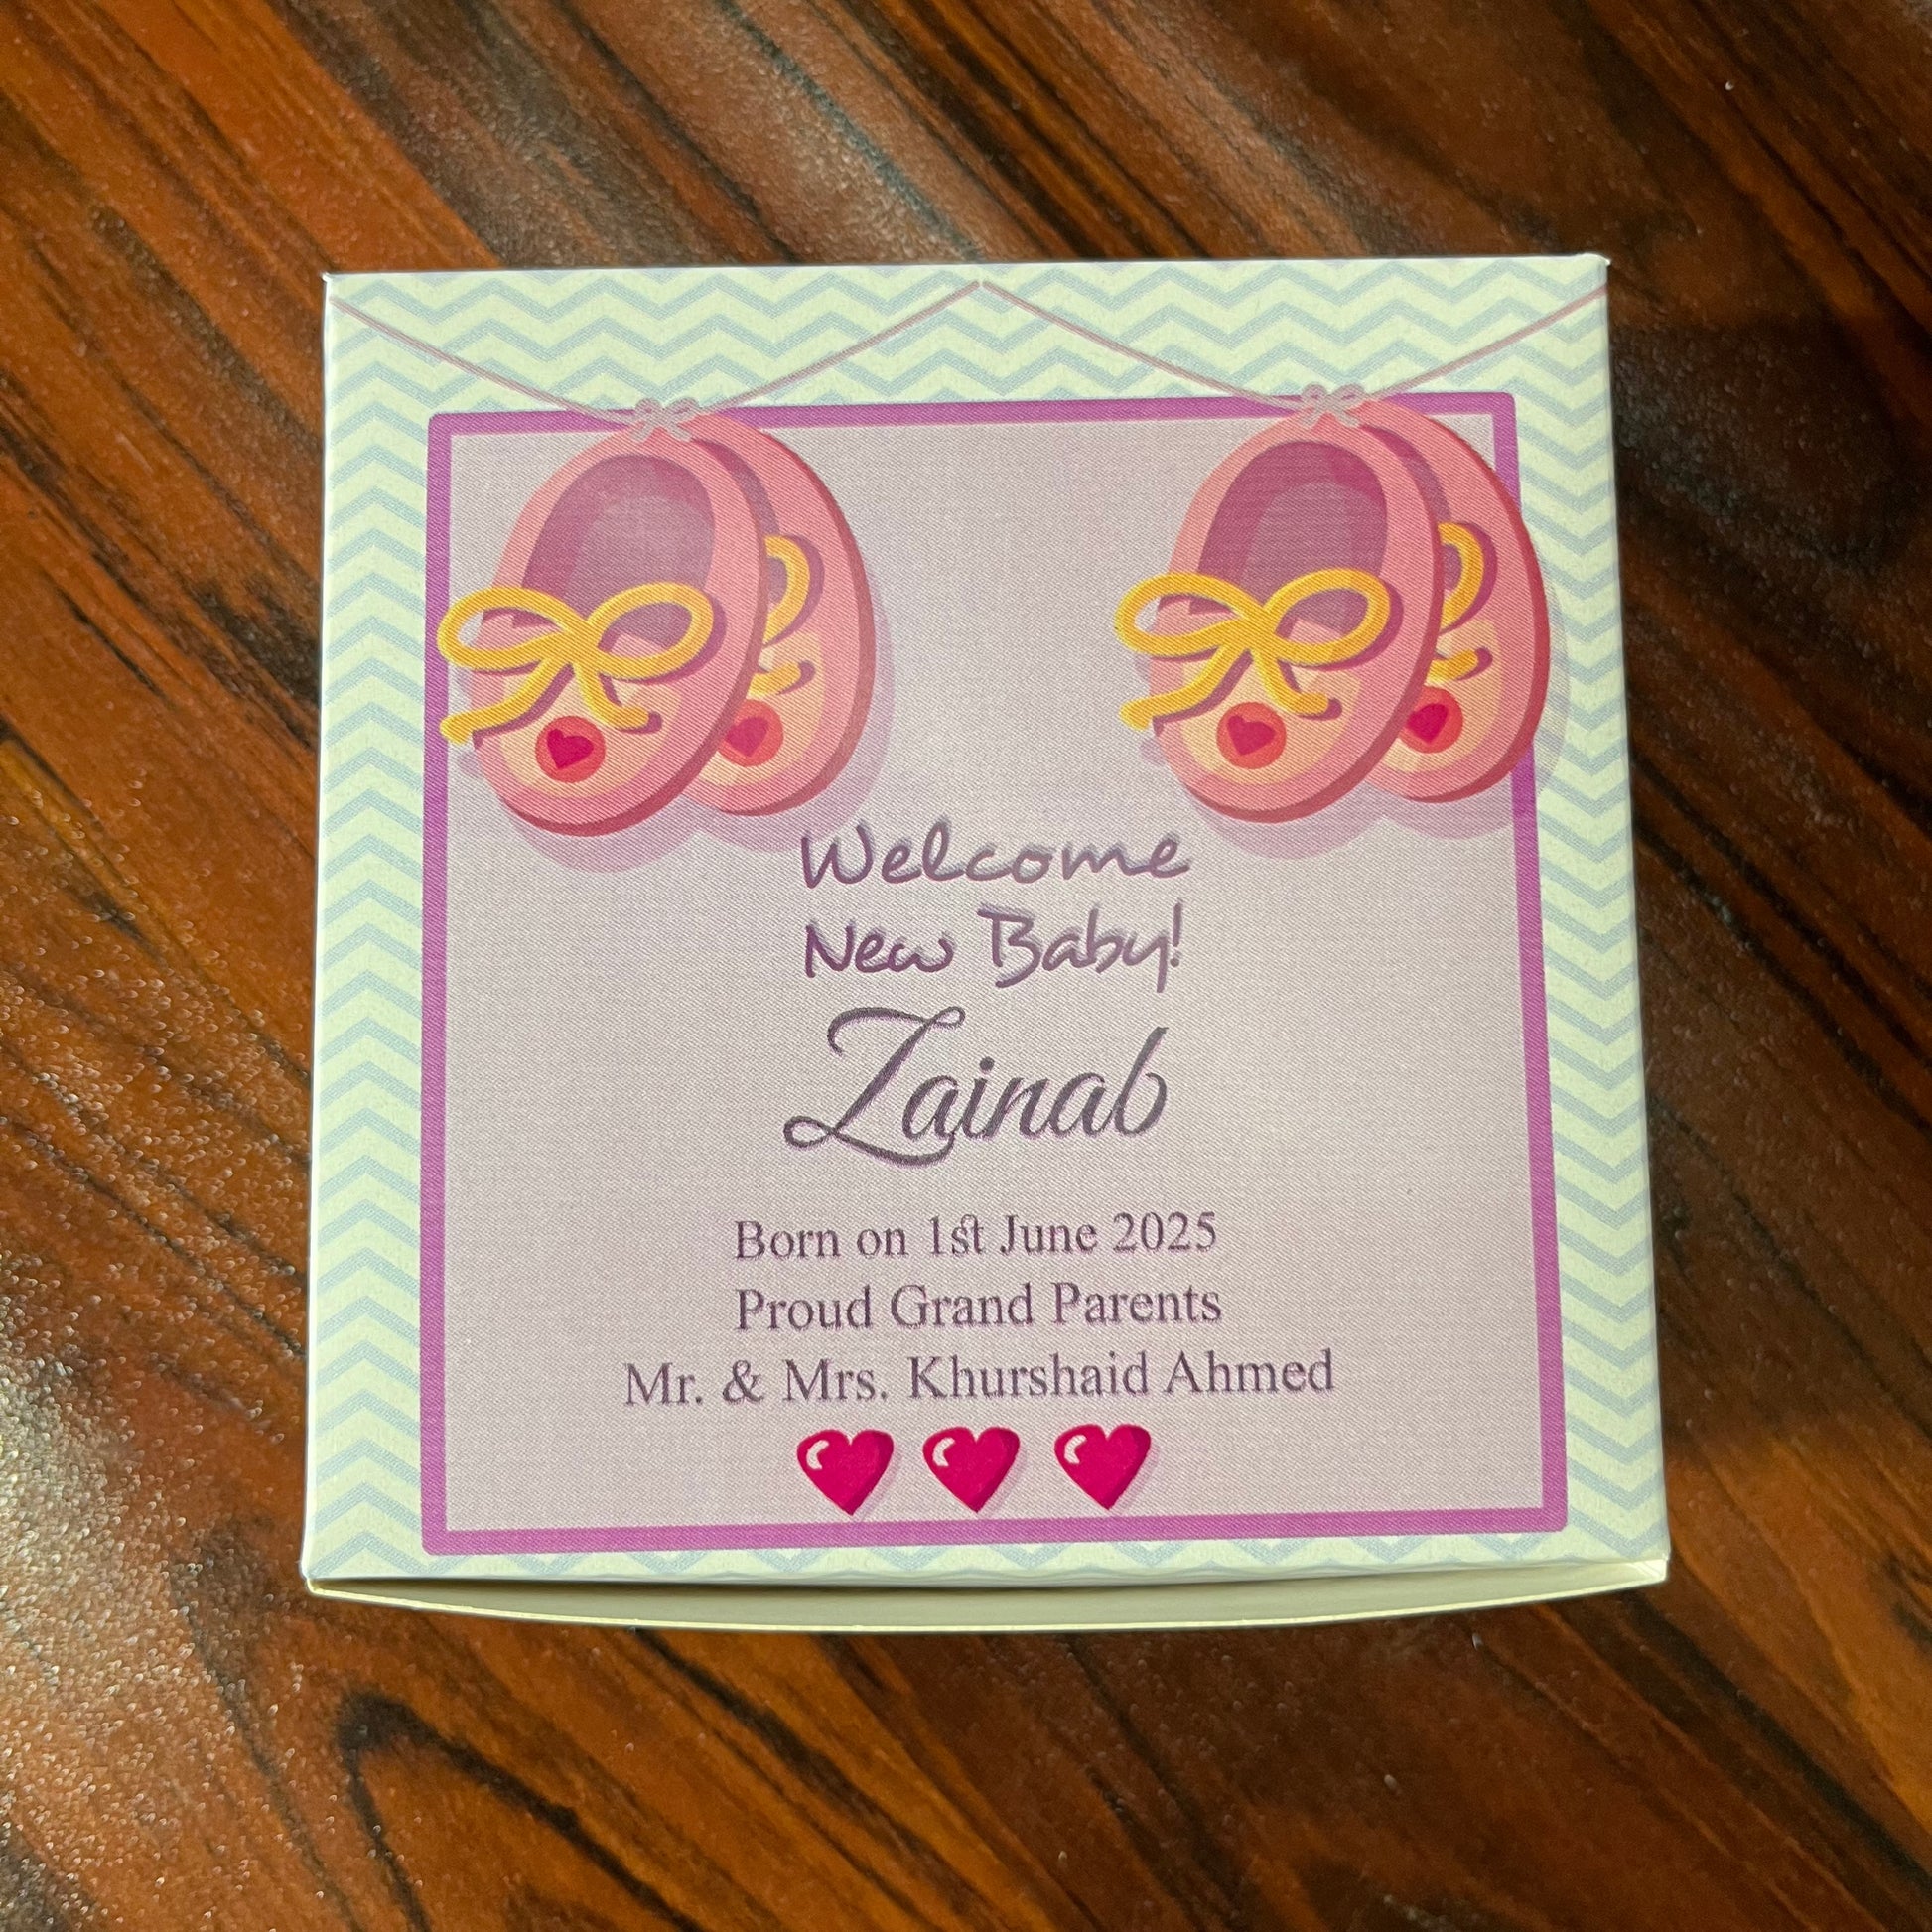 Welcome
New Baby!
Zainab
Born on 1st June 2025
Proud Grand Parents
Mr. & Mrs. Khurshaid Ahmed